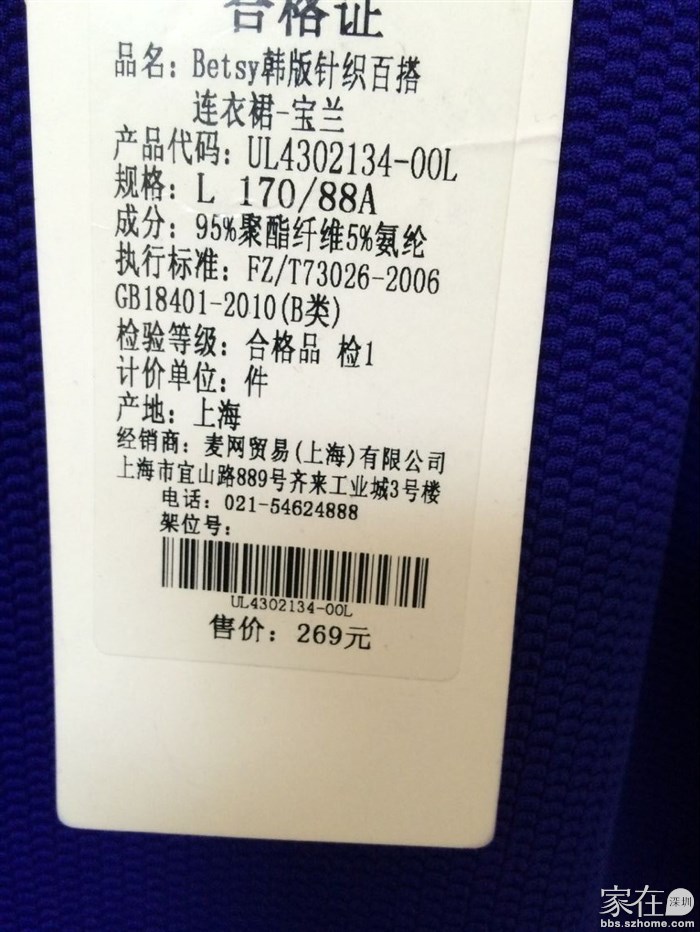 合格证
品名：Betsy韩版针织百搭
连衣裙-宝兰
产品代码：UL4302134-00L
规格：L 170/88A
成分：95%聚酯纤维5%氨纶
执行标准：FZ/T73026-2006
GB18401-2010(B类)
检验等级：合格品 检1
计价单位：件
产地：上海
经销商：麦网贸易(上海)有限公司
上海市宜山路889号齐来工业城3号楼
电话：021-54624888
架位号：
UL4302134-00L
售价：269元
家在深圳
bbs.szhome.com